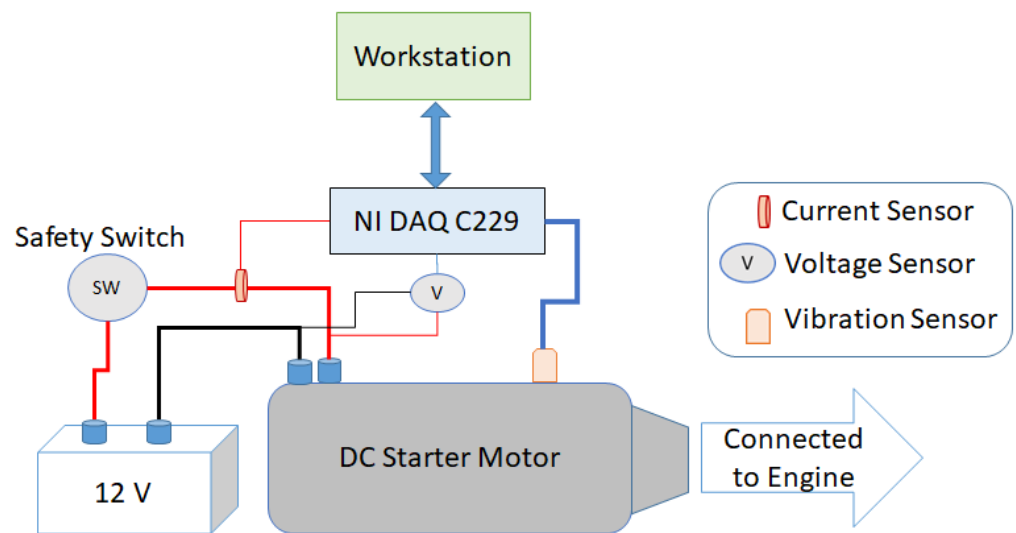 Workstation
NI DAQ C229
Safety Switch
SW
V
Current Sensor
V
Voltage Sensor
Vibration Sensor
DC Starter Motor
12 V
Connected
to Engine